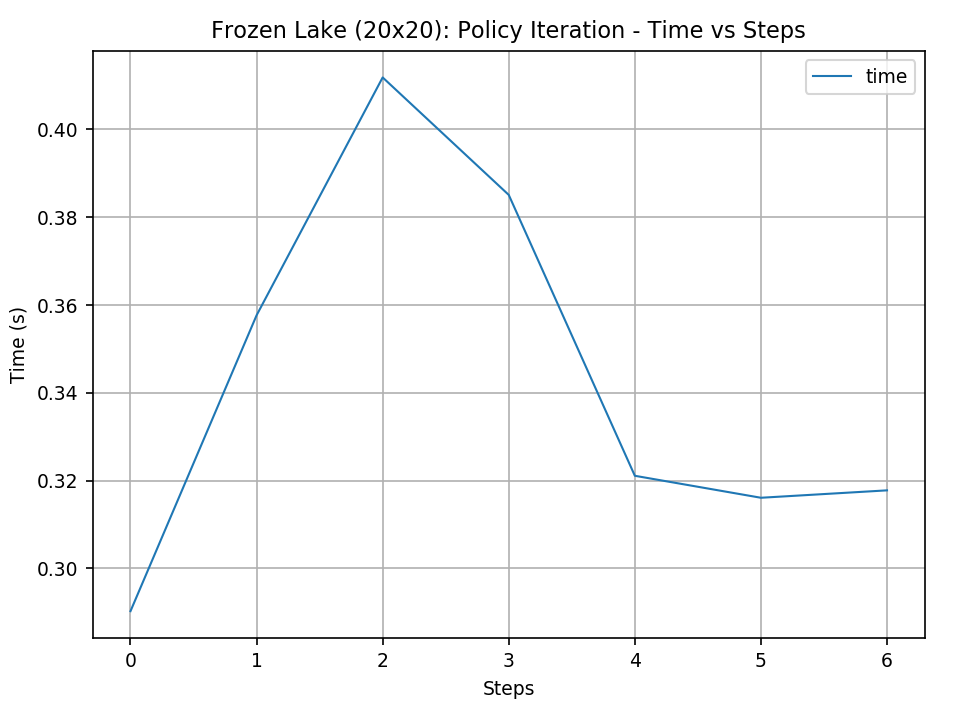 Frozen Lake (20x20): Policy Iteration - Time vs Steps
time
Time (s)
0.40
0.38
0.36
0.34
0.32
0.30
0 1 2 3 4 5 6
Steps